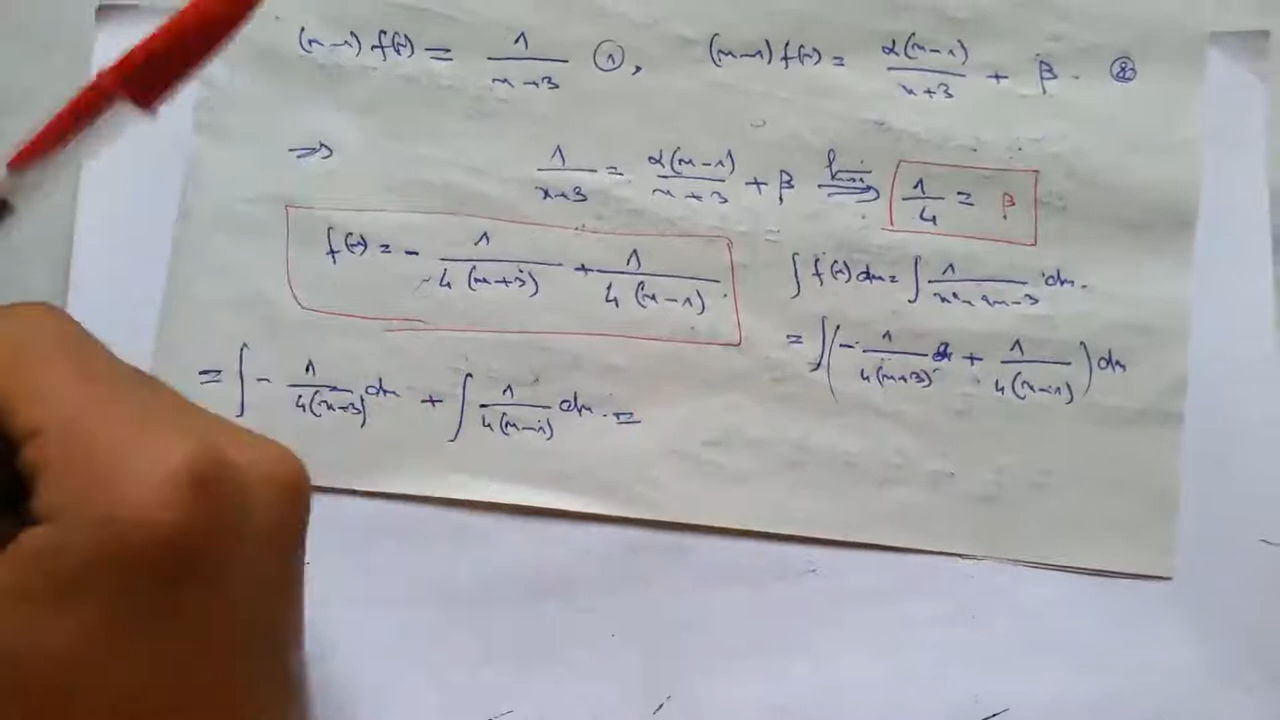 (x-1) f(x) = 1/(x+3) ①, (x-1) f(x) = α(x-1)/(x+3) + β. ②
⇒ 1/(x+3) = α(x-1)/(x+3) + β ⇒ 1/4 = β
f(x) = - 1/(4(x+3)) + 1/(4(x-1)).
∫ f(x) dx = ∫ 1/(x²+2x-3) dx.
= ∫(- 1/(4(x+3)) + 1/(4(x-1))) dx
= ∫ - 1/(4(x+3)) dx + ∫ 1/(4(x-1)) dx. =